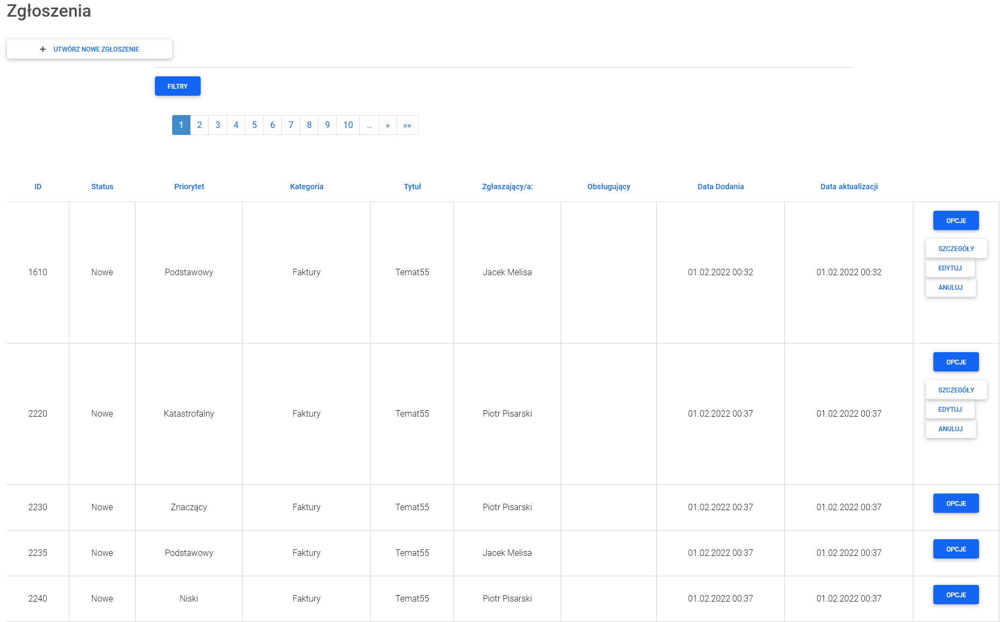 Zgłoszenia
+ UTWÓRZ NOWE ZGŁOSZENIE
FILTRY
1 2 3 4 5 6 7 8 9 10 ... » »»
ID Status Priorytet Kategoria Tytuł Zgłaszający/a: Obsługujący Data Dodania Data aktualizacji
OPCJE
SZCZEGÓŁY
EDYTUJ
1610 Nowe Podstawowy Faktury Temat55 Jacek Melisa 01.02.2022 00:32 01.02.2022 00:32
ANULUJ
OPCJE
SZCZEGÓŁY
EDYTUJ
2220 Nowe Katastrofalny Faktury Temat55 Piotr Pisarski 01.02.2022 00:37 01.02.2022 00:37
ANULUJ
2230 Nowe Znaczący Faktury Temat55 Piotr Pisarski 01.02.2022 00:37 01.02.2022 00:37 OPCJE
2235 Nowe Podstawowy Faktury Temat55 Jacek Melisa 01.02.2022 00:37 01.02.2022 00:37 OPCJE
2240 Nowe Niski Faktury Temat55 Piotr Pisarski 01.02.2022 00:37 01.02.2022 00:37 OPCJE